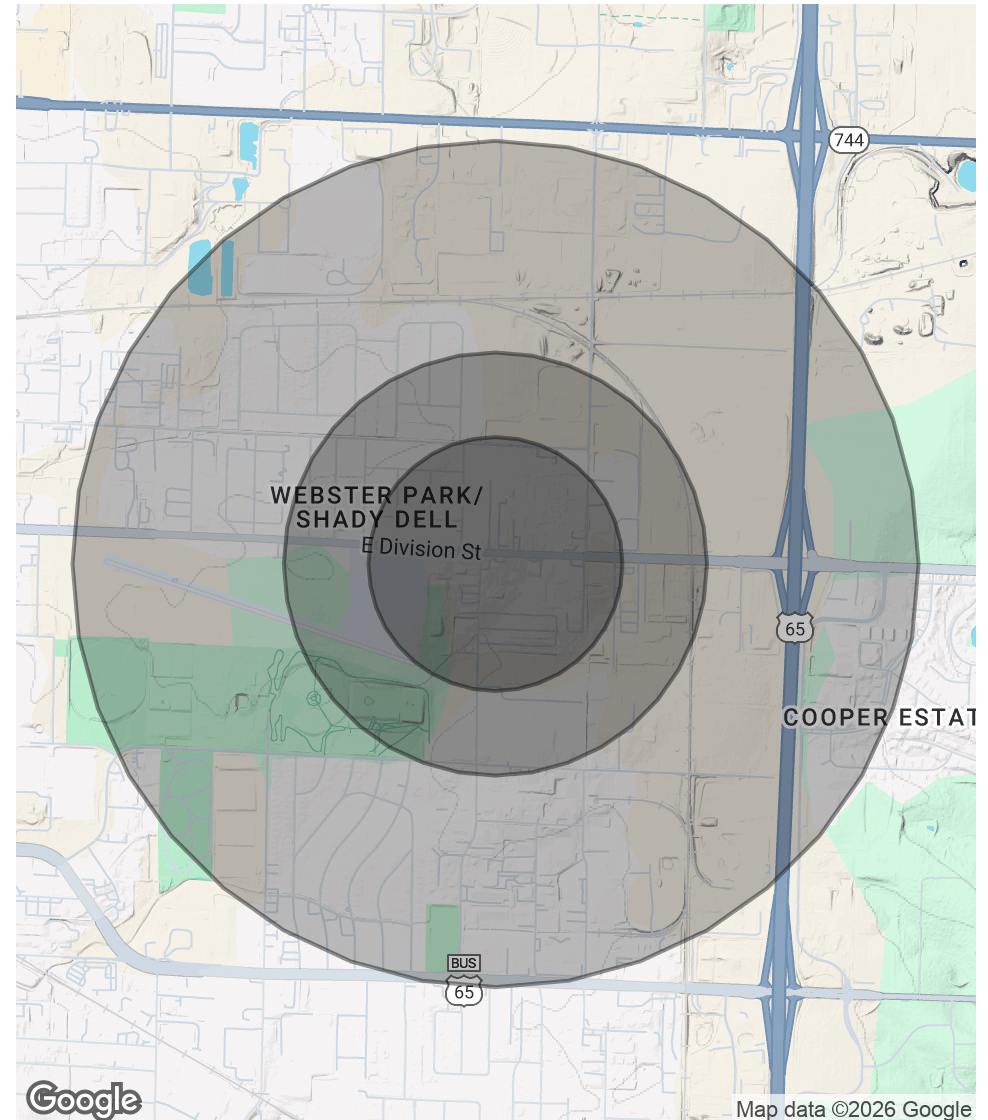 744
WEBSTER PARK/
SHADY DELL
E Division St
65
COOPER ESTAT
BUS
65
Google
Map data ©2026 Google